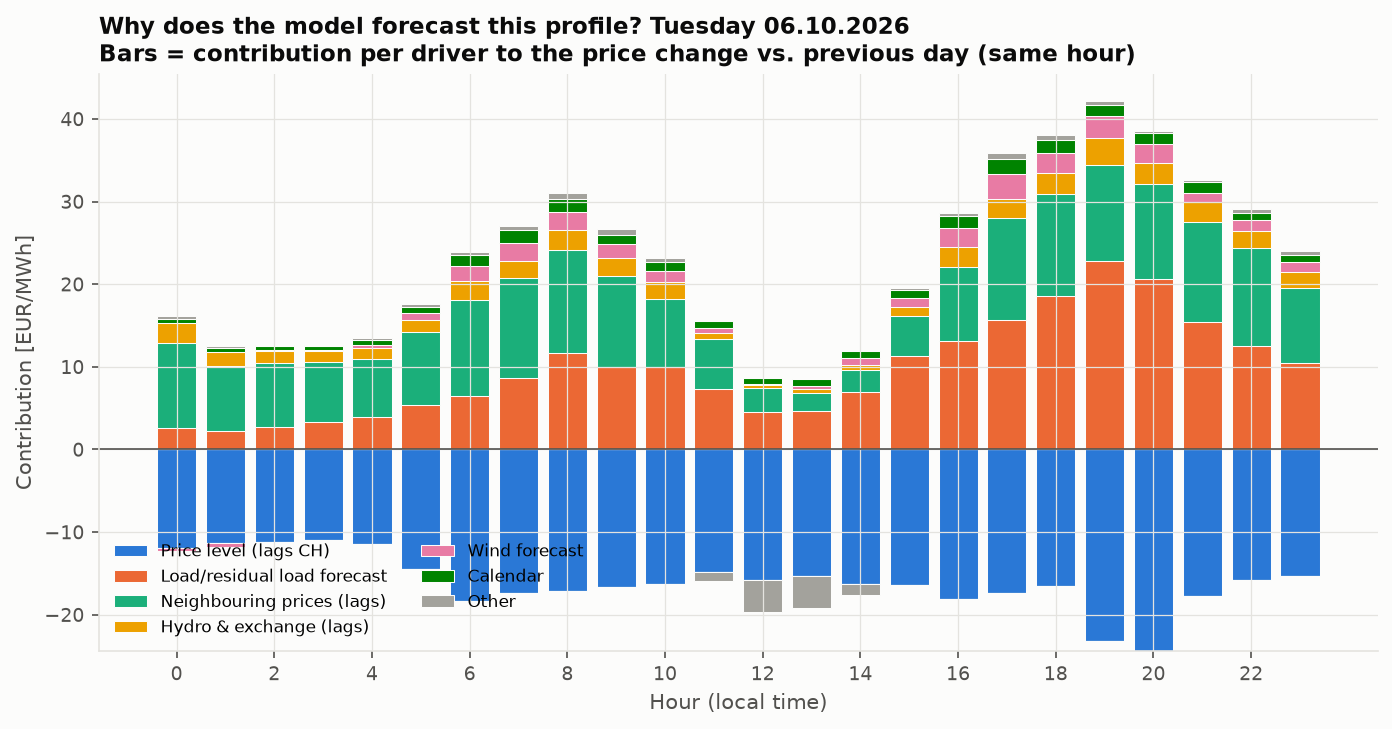 Why does the model forecast this profile? Tuesday 06.10.2026
Bars = contribution per driver to the price change vs. previous day (same hour)
Contribution [EUR/MWh]
40
30
20
10
0
−10
−20
Price level (lags CH)
Load/residual load forecast
Neighbouring prices (lags)
Hydro & exchange (lags)
Wind forecast
Calendar
Other
0 2 4 6 8 10 12 14 16 18 20 22
Hour (local time)